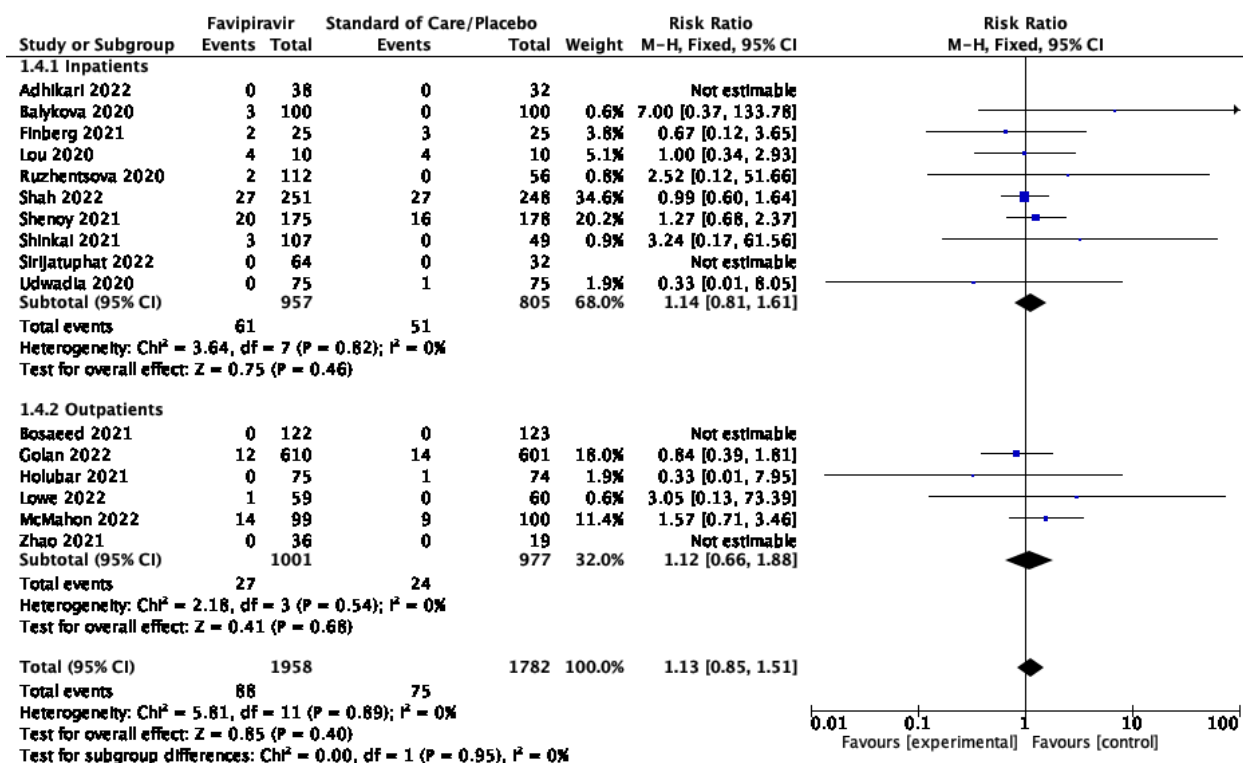 Favipiravir Standard of Care/Placebo Risk Ratio Risk Ratio
Study or Subgroup Events Total Events Total Weight M-H, Fixed, 95% CI M-H, Fixed, 95% CI
1.4.1 Inpatients
Adhikari 2022 0 38 0 32 Not estimable
Balykova 2020 3 100 0 100 0.6% 7.00 [0.37, 133.78]
Finberg 2021 2 25 3 25 3.8% 0.67 [0.12, 3.65]
Lou 2020 4 10 4 10 5.1% 1.00 [0.34, 2.93]
Ruzhentsova 2020 2 112 0 56 0.8% 2.52 [0.12, 51.66]
Shah 2022 27 251 27 248 34.6% 0.99 [0.60, 1.64]
Shenoy 2021 20 175 16 178 20.2% 1.27 [0.68, 2.37]
Shinkai 2021 3 107 0 49 0.9% 3.24 [0.17, 61.56]
Sirijatuphat 2022 0 64 0 32 Not estimable
Udwadia 2020 0 75 1 75 1.9% 0.33 [0.01, 8.05]
Subtotal (95% CI) 957 805 68.0% 1.14 [0.81, 1.61]
Total events 61 51
Heterogeneity: Chi² = 3.64, df = 7 (P = 0.82); I² = 0%
Test for overall effect: Z = 0.75 (P = 0.46)
1.4.2 Outpatients
Bosaeed 2021 0 122 0 123 Not estimable
Golan 2022 12 610 14 601 18.0% 0.84 [0.39, 1.81]
Holubar 2021 0 75 1 74 1.9% 0.33 [0.01, 7.95]
Lowe 2022 1 59 0 60 0.6% 3.05 [0.13, 73.39]
McMahon 2022 14 99 9 100 11.4% 1.57 [0.71, 3.46]
Zhao 2021 0 36 0 19 Not estimable
Subtotal (95% CI) 1001 977 32.0% 1.12 [0.66, 1.88]
Total events 27 24
Heterogeneity: Chi² = 2.18, df = 3 (P = 0.54); I² = 0%
Test for overall effect: Z = 0.41 (P = 0.68)
Total (95% CI) 1958 1782 100.0% 1.13 [0.85, 1.51]
Total events 88 75
Heterogeneity: Chi² = 5.81, df = 11 (P = 0.89); I² = 0%
Test for overall effect: Z = 0.85 (P = 0.40)
Test for subgroup differences: Chi² = 0.00, df = 1 (P = 0.95), I² = 0%
0.01 0.1 1 10 100
Favours [experimental] Favours [control]